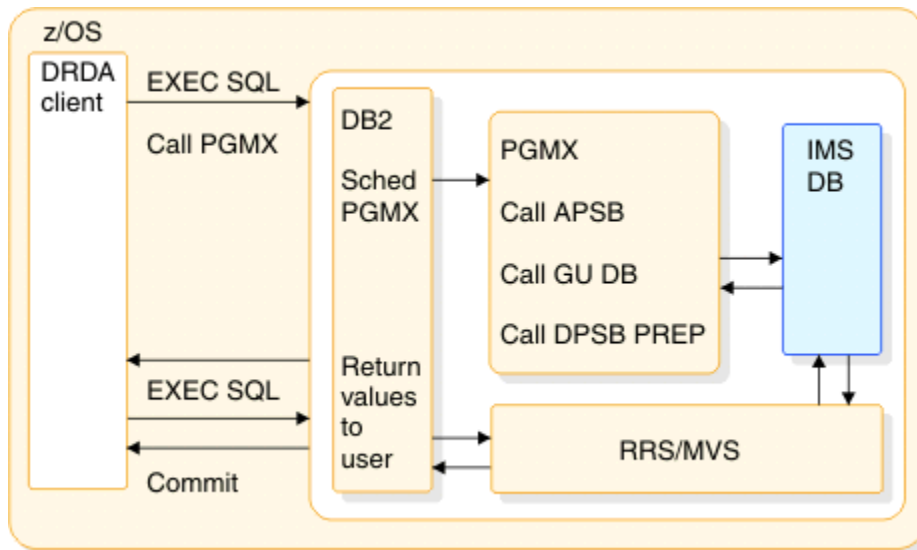 z/OS
DRDA
client
EXEC SQL
Call PGMX
EXEC SQL
Commit
DB2
Sched
PGMX
Return
values
to
user
PGMX
Call APSB
Call GU DB
Call DPSB PREP
IMS
DB
RRS/MVS